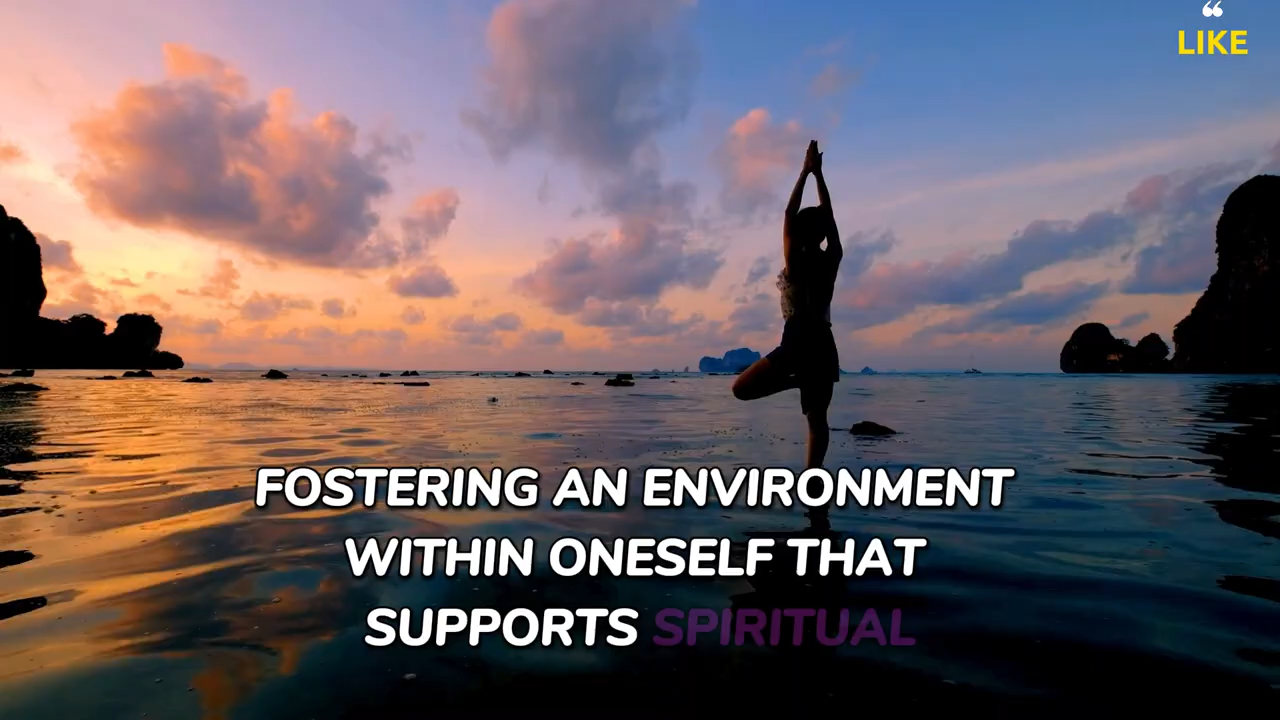 ❝
LIKE
FOSTERING AN ENVIRONMENT
WITHIN ONESELF THAT
SUPPORTS SPIRITUAL